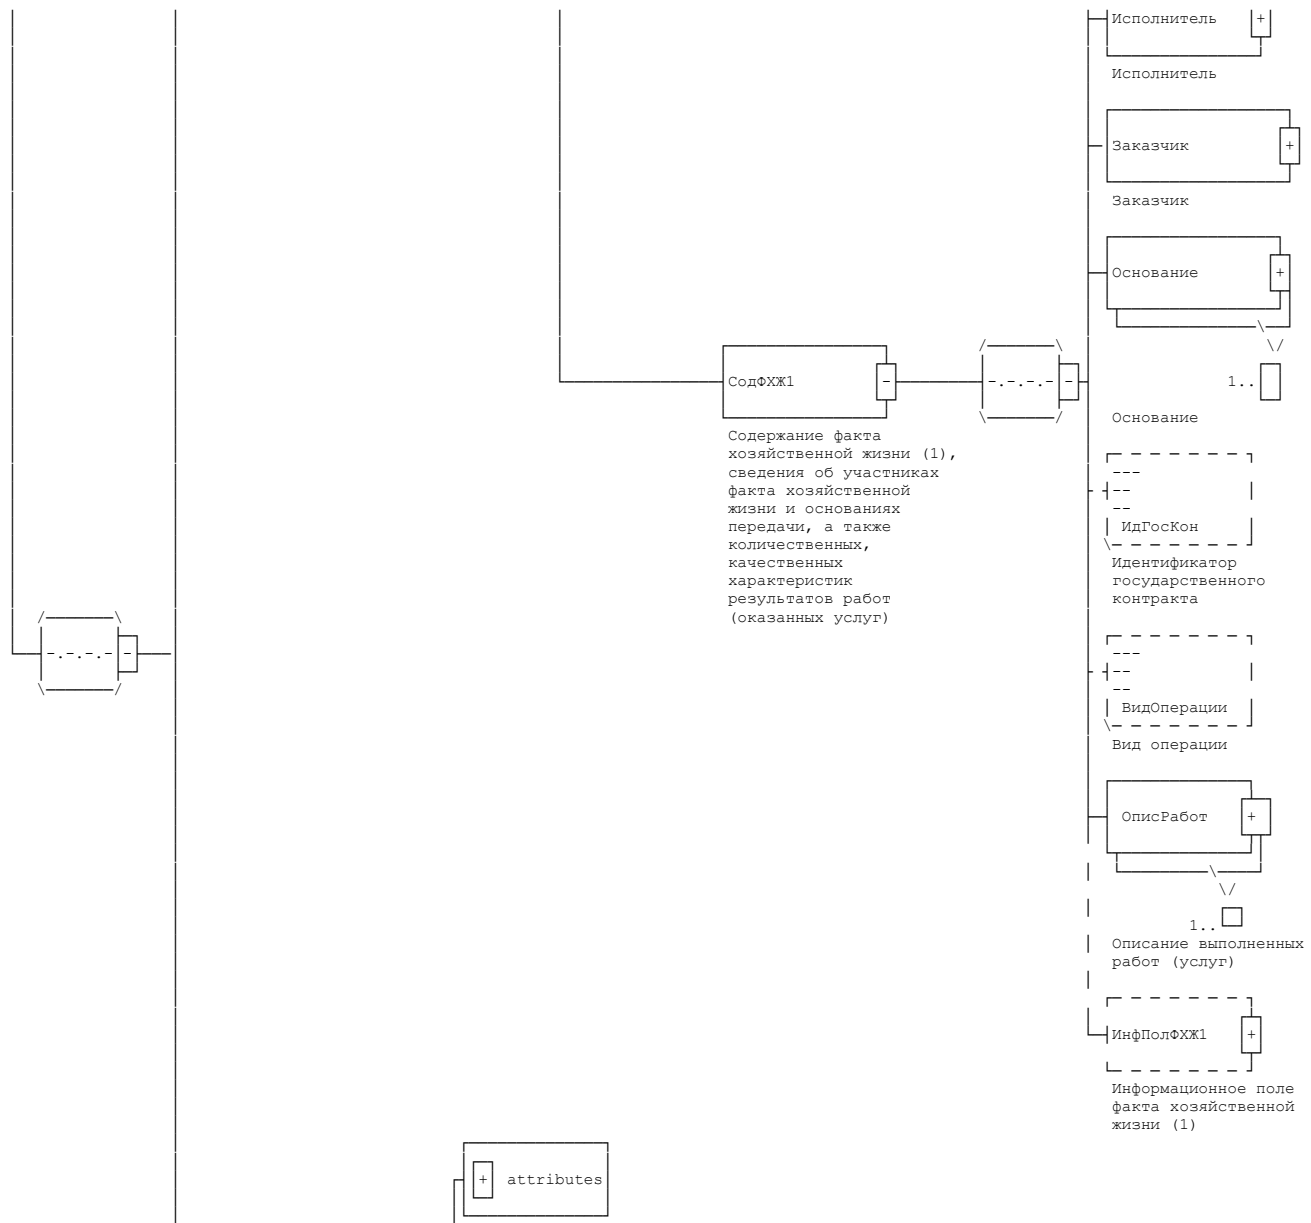 Исполнитель +
Исполнитель
Заказчик +
Заказчик
Основание +
1..
Основание
СодФХЖ1 - -.-.-.- -
Содержание факта
хозяйственной жизни (1),
сведения об участниках
факта хозяйственной
жизни и основаниях
передачи, а также
количественных,
качественных
характеристик
результатов работ
(оказанных услуг)
---
--
--
ИдГосКон
Идентификатор
государственного
контракта
-.-.-.- -
---
--
--
ВидОперации
Вид операции
ОписРабот +
1..
Описание выполненных
работ (услуг)
ИнфПолФХЖ1 +
Информационное поле
факта хозяйственной
жизни (1)
+ attributes